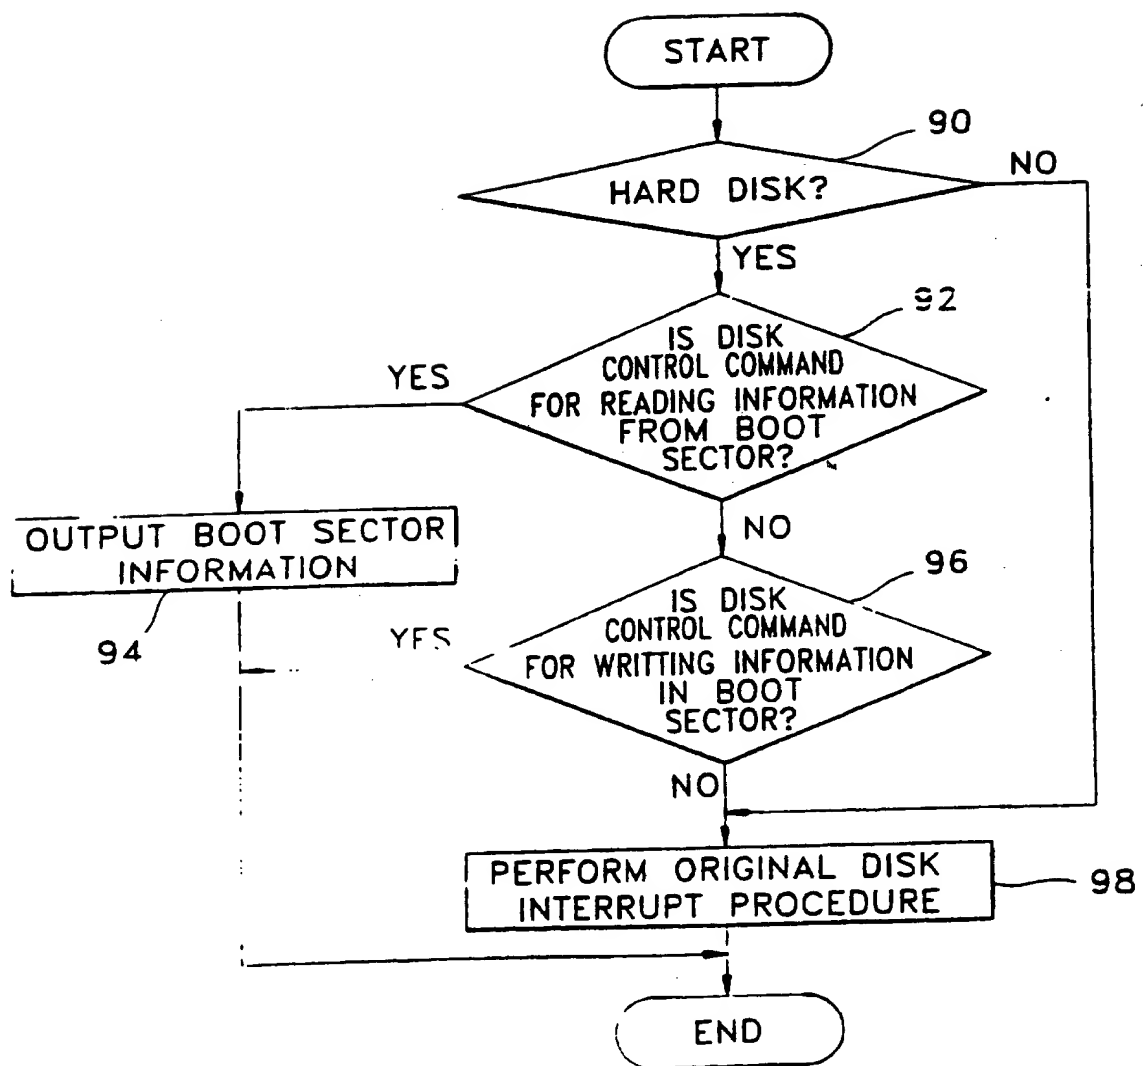 START
90
NO
HARD DISK?
YES
92
IS DISK
CONTROL COMMAND
FOR READING INFORMATION
FROM BOOT
SECTOR?
YES
NO
OUTPUT BOOT SECTOR
INFORMATION
94
96
IS DISK
CONTROL COMMAND
FOR WRITTING INFORMATION
IN BOOT
SECTOR?
YES
NO
PERFORM ORIGINAL DISK
INTERRUPT PROCEDURE
98
END